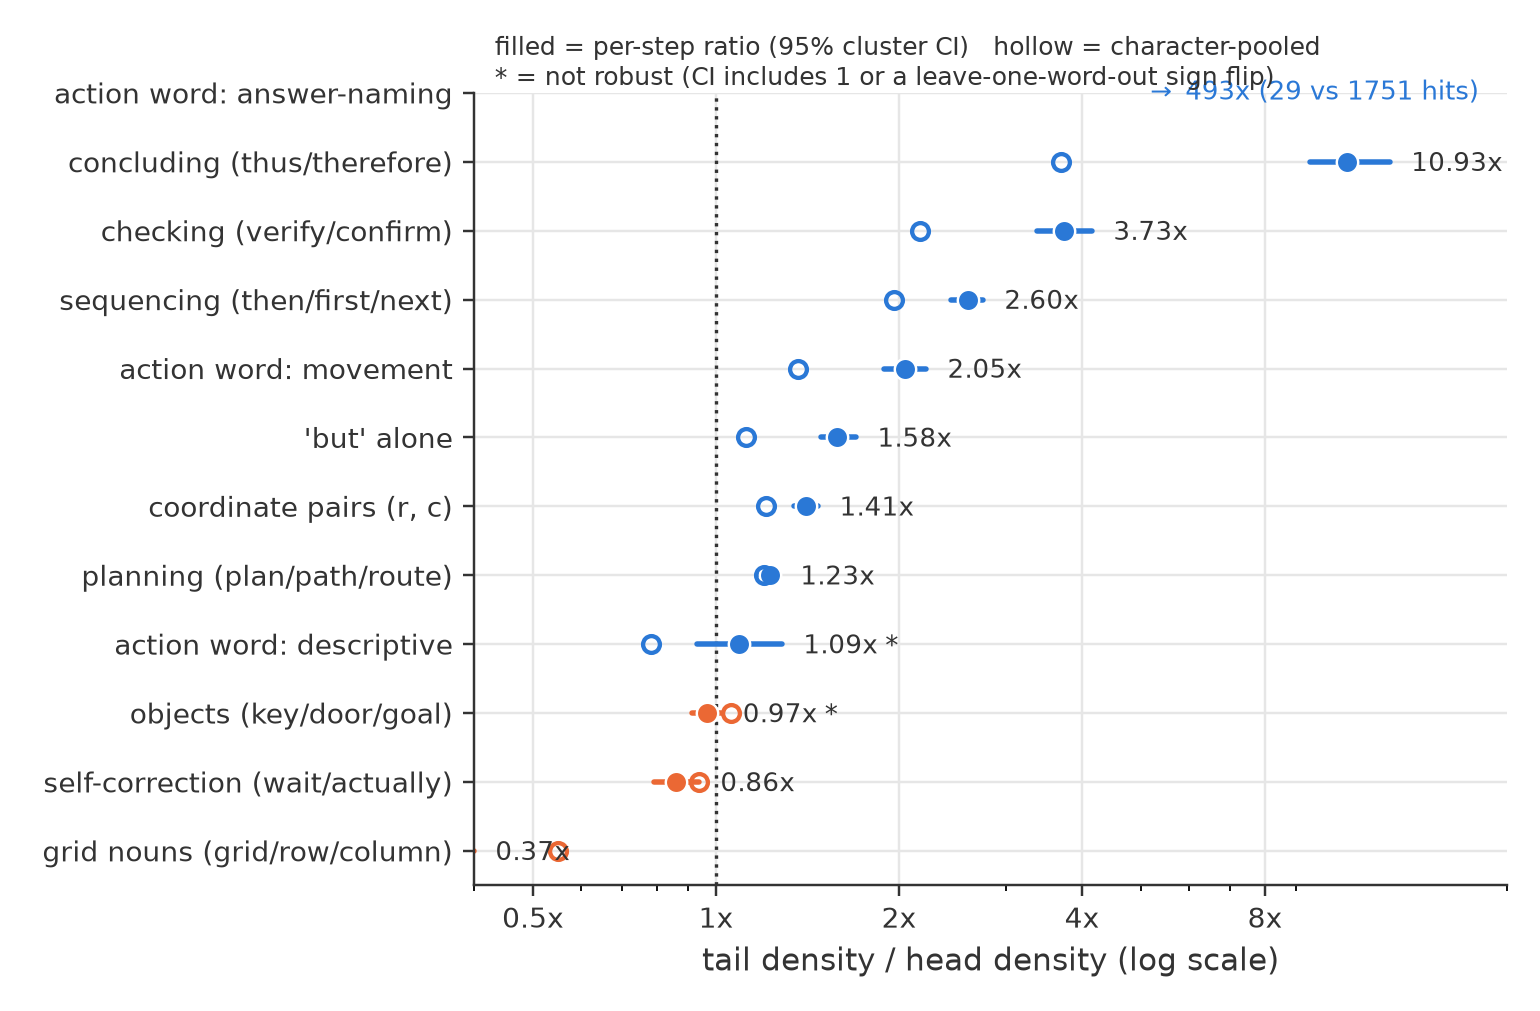 filled = per-step ratio (95% cluster CI)   hollow = character-pooled
* = not robust (CI includes 1 or a leave-one-word-out sign flip)
action word: answer-naming
→ 493x (29 vs 1751 hits)
concluding (thus/therefore)
10.93x
checking (verify/confirm)
3.73x
sequencing (then/first/next)
2.60x
action word: movement
2.05x
'but' alone
1.58x
coordinate pairs (r, c)
1.41x
planning (plan/path/route)
1.23x
action word: descriptive
1.09x *
objects (key/door/goal)
0.97x *
self-correction (wait/actually)
0.86x
grid nouns (grid/row/column)
0.37x
0.5x 1x 2x 4x 8x
tail density / head density (log scale)